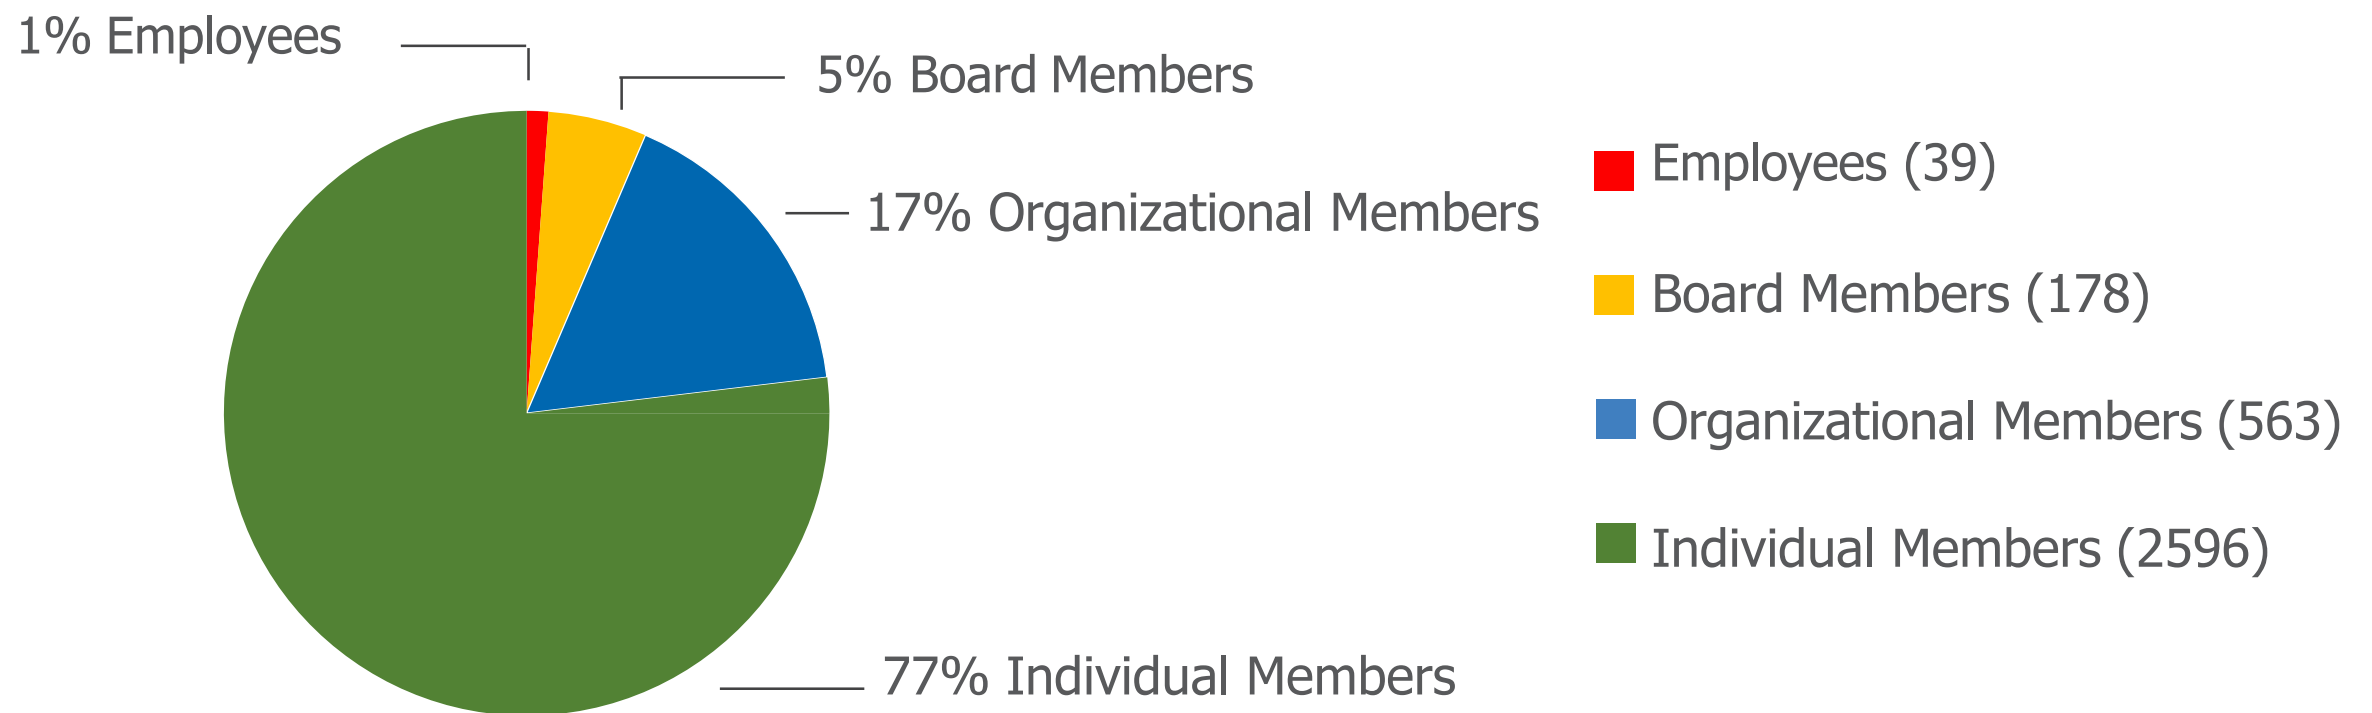 1% Employees
5% Board Members
17% Organizational Members
77% Individual Members
Employees (39)
Board Members (178)
Organizational Members (563)
Individual Members (2596)